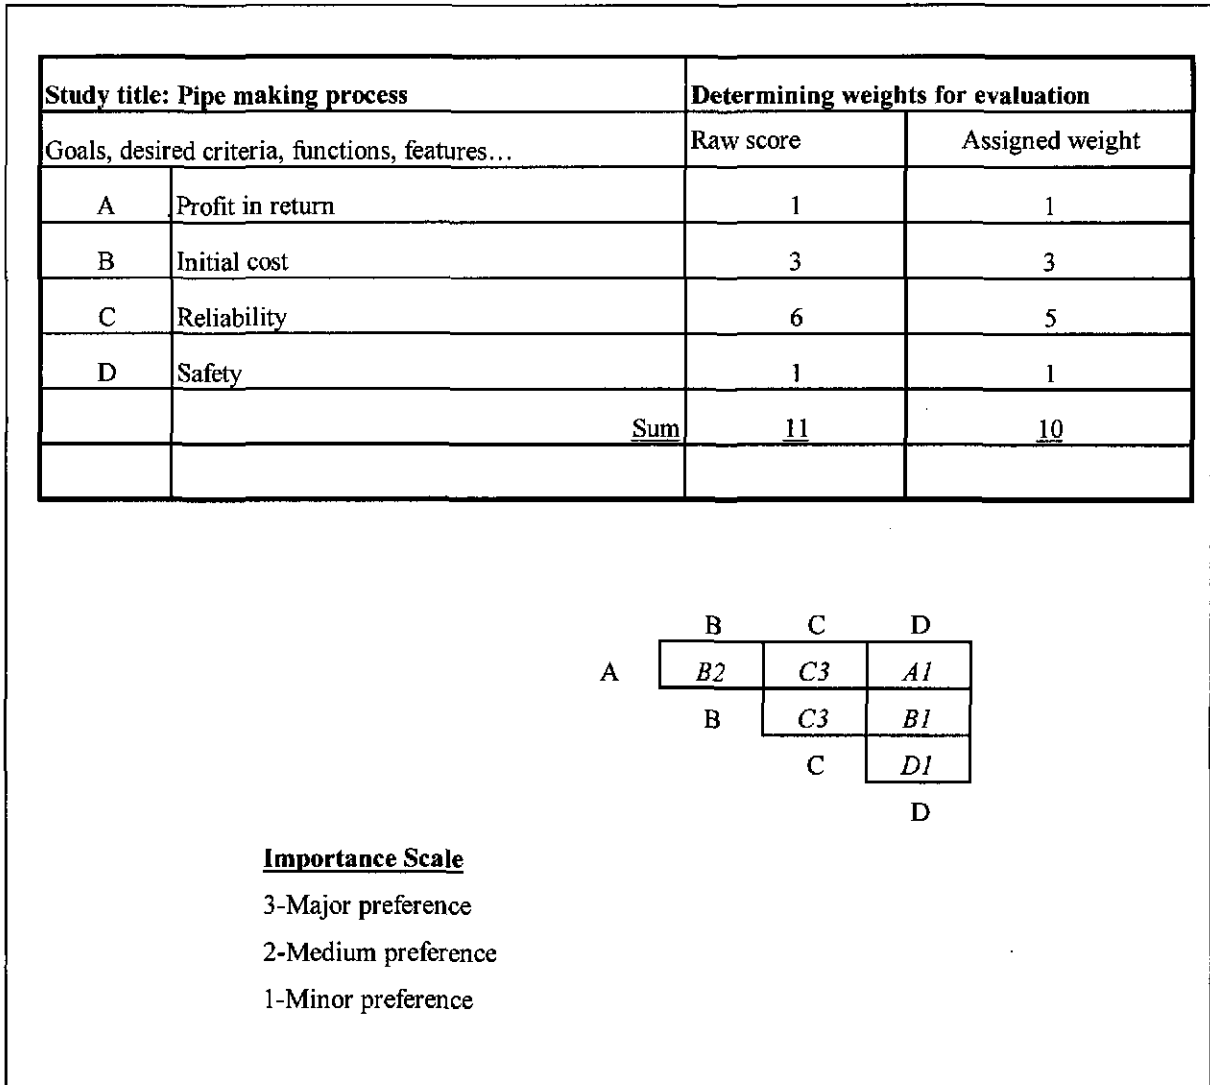 Study title: Pipe making process Determining weights for evaluation
Goals, desired criteria, functions, features... Raw score Assigned weight
A Profit in return 1 1
B Initial cost 3 3
C Reliability 6 5
D Safety 1 1
Sum 11 10
B C D
A B2 C3 A1
B C3 B1
C D1
D
Importance Scale
3-Major preference
2-Medium preference
1-Minor preference